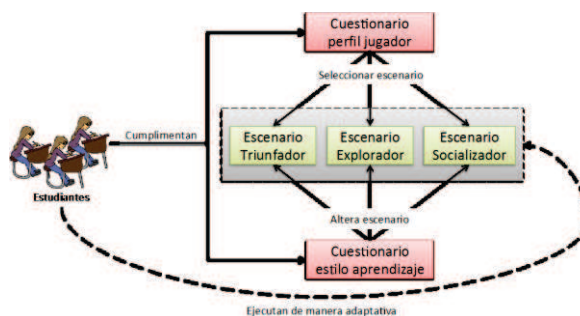 Cuestionario
perfil jugador
Seleccionar escenario
Cumplimentan
Escenario
Triunfador
Escenario
Explorador
Escenario
Socializador
Estudiantes
Altera escenario
Cuestionario
estilo aprendizaje
Ejecutan de manera adaptativa